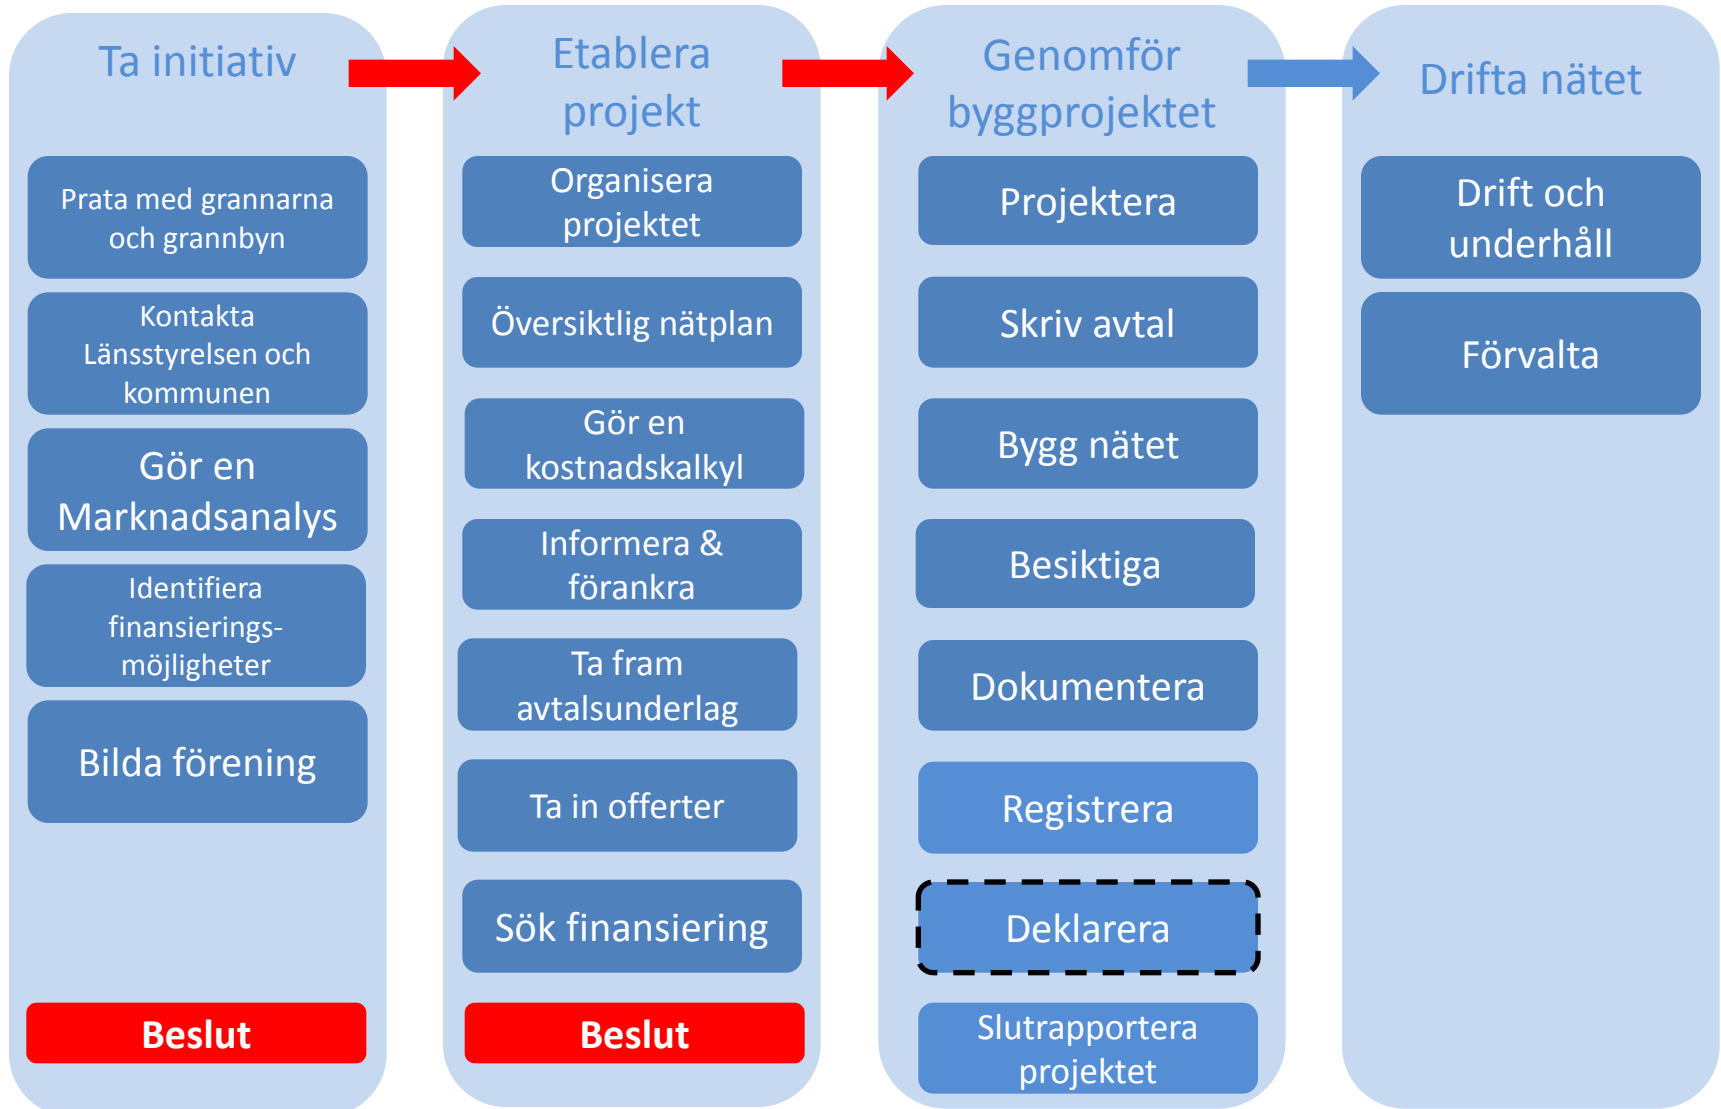 Ta initiativ
Prata med grannarna
och grannbyn
Kontakta
Länsstyrelsen och
kommunen
Gör en
Marknadsanalys
Identifiera
finansierings-
möjligheter
Bilda förening
Beslut
Etablera
projekt
Organisera
projektet
Översiktlig nätplan
Gör en
kostnadskalkyl
Informera &
förankra
Ta fram
avtalsunderlag
Ta in offerter
Sök finansiering
Beslut
Genomför
byggprojektet
Projektera
Skriv avtal
Bygg nätet
Besiktiga
Dokumentera
Registrera
Deklarera
Slutrapportera
projektet
Drifta nätet
Drift och
underhåll
Förvalta